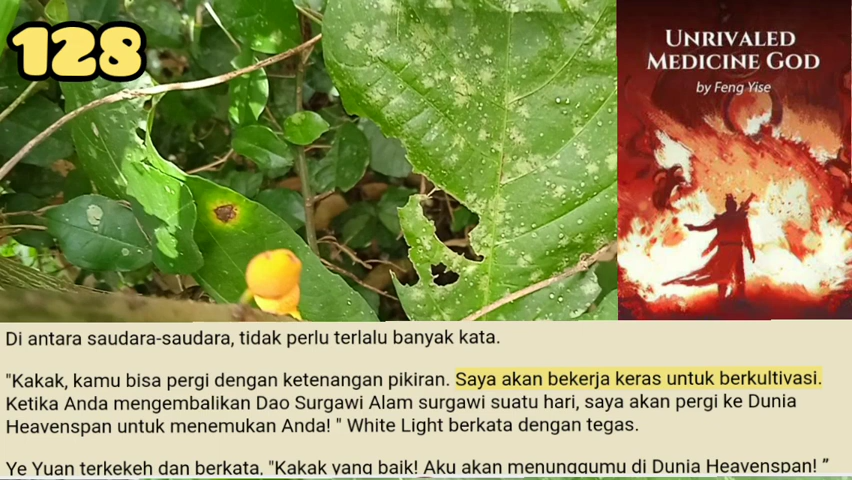 128
UNRIVALED
MEDICINE GOD
by Feng Yise
Di antara saudara-saudara, tidak perlu terlalu banyak kata.
"Kakak, kamu bisa pergi dengan ketenangan pikiran. Saya akan bekerja keras untuk berkultivasi.
Ketika Anda mengembalikan Dao Surgawi Alam surgawi suatu hari, saya akan pergi ke Dunia
Heavenspan untuk menemukan Anda! " White Light berkata dengan tegas.
Ye Yuan terkekeh dan berkata, "Kakak yang baik! Aku akan menunggumu di Dunia Heavenspan! ”